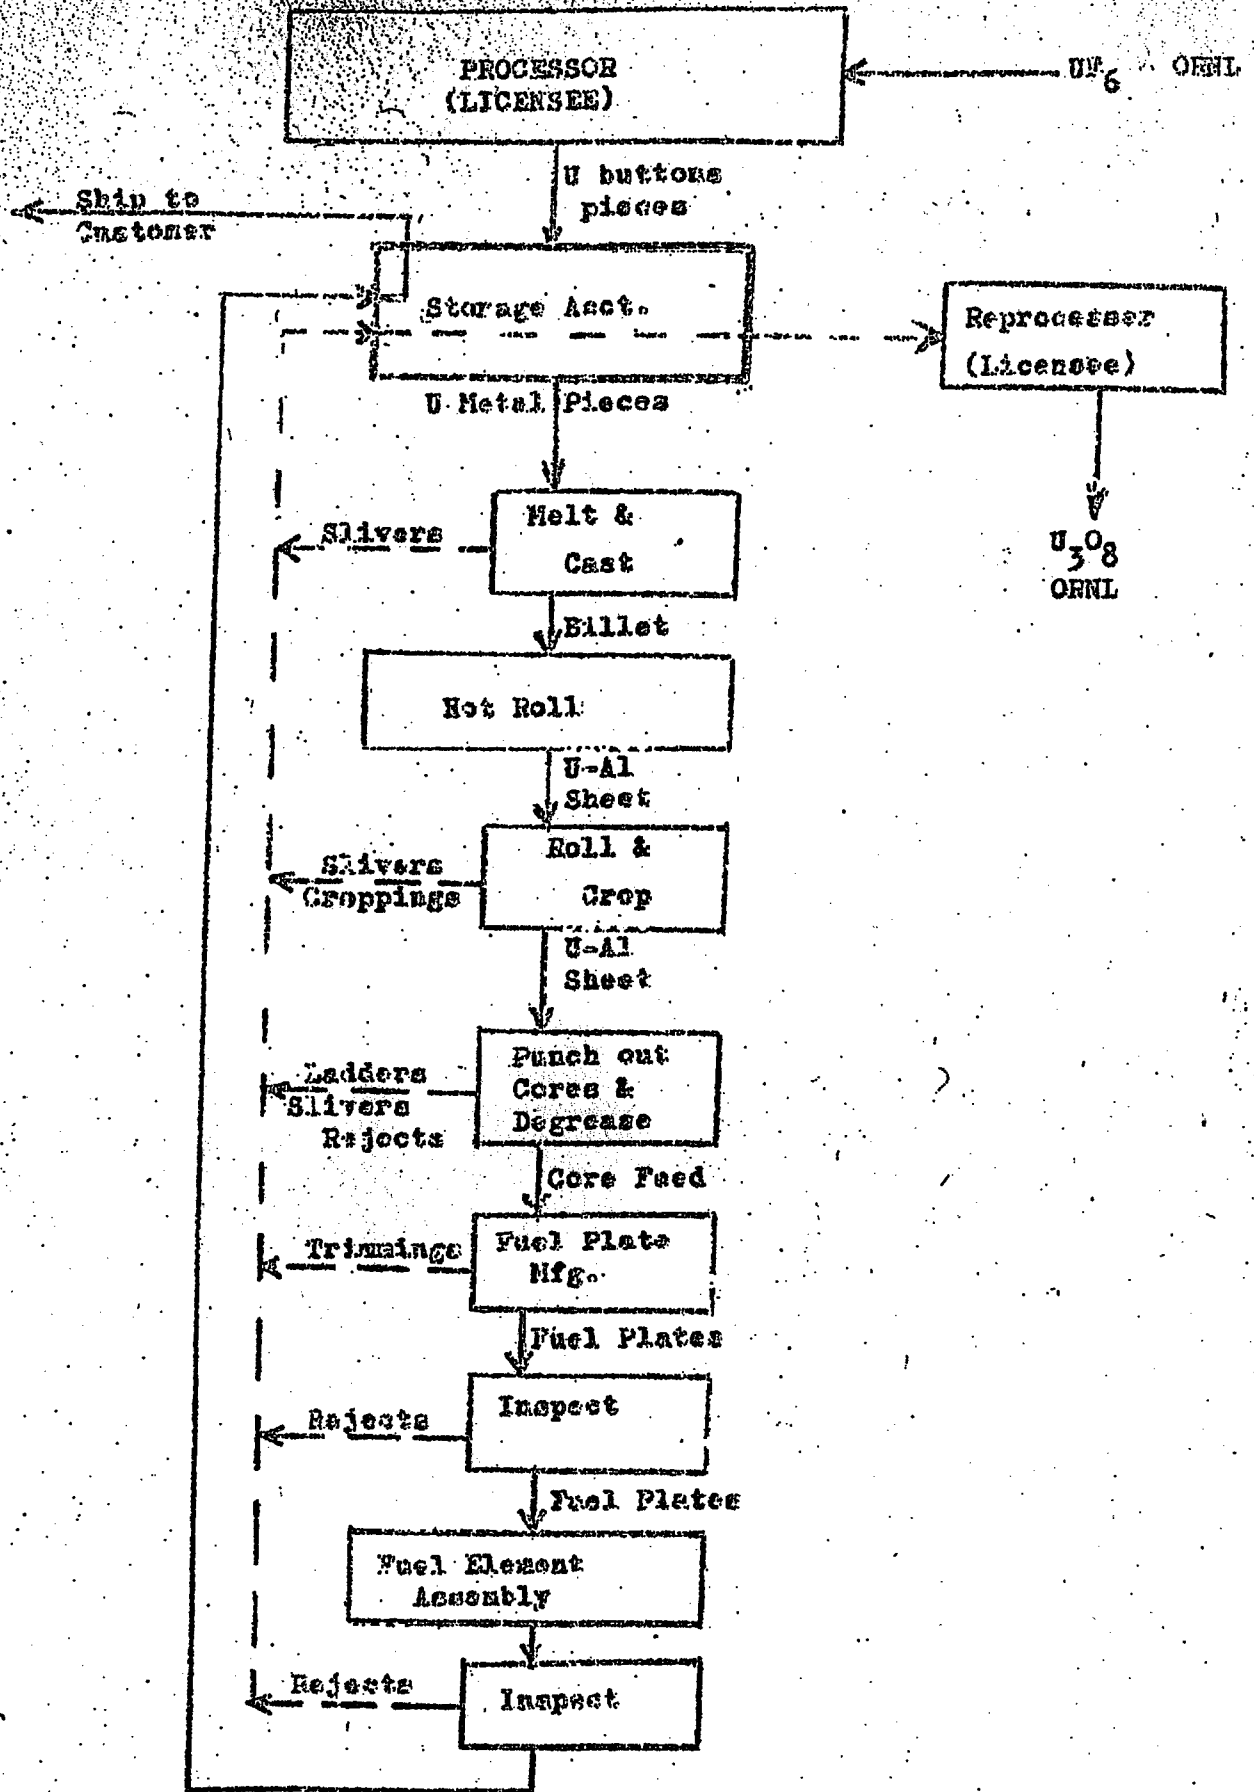 PROCESSOR
(LICENSEE)
UF6 ORNL
U buttons
pieces
Ship to
Customer
Storage Acct.
Reprocessor
(Licensee)
U Metal Pieces
U3O8
ORNL
Melt &
Cast
Slivers
Billet
Hot Roll
U-Al
Sheet
Roll &
Crop
Slivers
Croppings
U-Al
Sheet
Punch out
Cores &
Degrease
Ladders
Slivers
Rejects
Core Feed
Fuel Plate
Mfg.
Trimmings
Fuel Plates
Inspect
Rejects
Fuel Plates
Fuel Element
Assembly
Inspect
Rejects